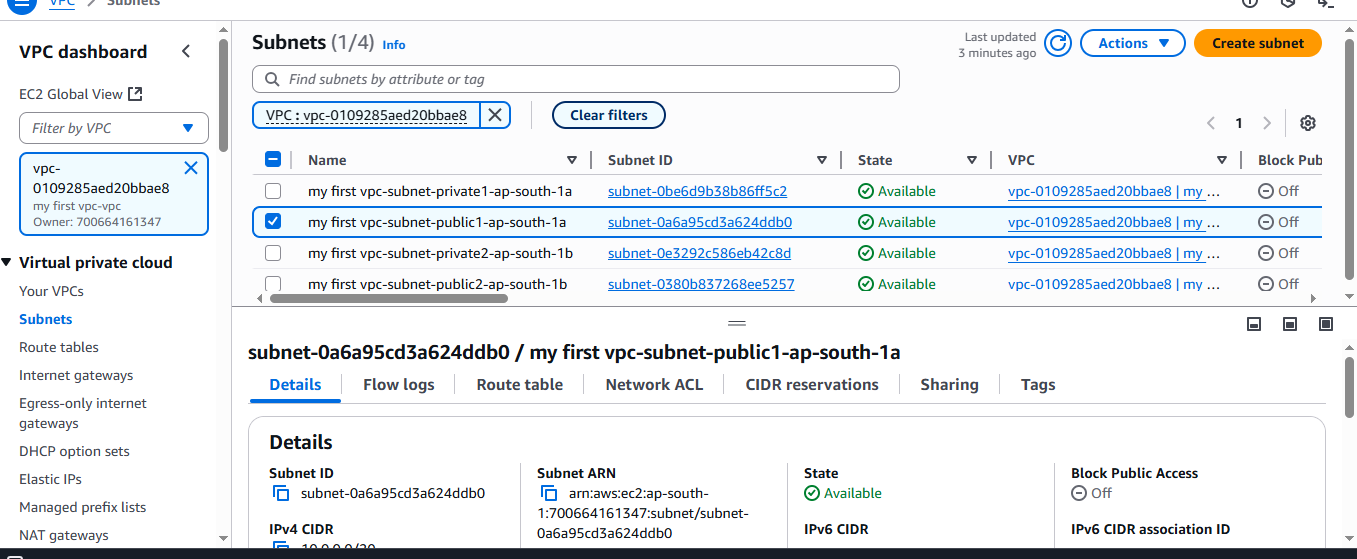 VPC > Subnets
VPC dashboard
EC2 Global View
Filter by VPC
vpc-
0109285aed20bbae8
my first vpc-vpc
Owner: 700664161347
Virtual private cloud
Your VPCs
Subnets
Route tables
Internet gateways
Egress-only internet
gateways
DHCP option sets
Elastic IPs
Managed prefix lists
NAT gateways
Subnets (1/4) Info
Last updated
3 minutes ago
Actions
Create subnet
Find subnets by attribute or tag
VPC : vpc-0109285aed20bbae8
Clear filters
1
Name Subnet ID State VPC Block Pub
my first vpc-subnet-private1-ap-south-1a subnet-0be6d9b38b86ff5c2 Available vpc-0109285aed20bbae8 | my ... Off
my first vpc-subnet-public1-ap-south-1a subnet-0a6a95cd3a624ddb0 Available vpc-0109285aed20bbae8 | my ... Off
my first vpc-subnet-private2-ap-south-1b subnet-0e3292c586eb42c8d Available vpc-0109285aed20bbae8 | my ... Off
my first vpc-subnet-public2-ap-south-1b subnet-0380b837268ee5257 Available vpc-0109285aed20bbae8 | my ... Off
subnet-0a6a95cd3a624ddb0 / my first vpc-subnet-public1-ap-south-1a
Details Flow logs Route table Network ACL CIDR reservations Sharing Tags
Details
Subnet ID
subnet-0a6a95cd3a624ddb0
IPv4 CIDR
Subnet ARN
arn:aws:ec2:ap-south-
1:700664161347:subnet/subnet-
0a6a95cd3a624ddb0
State
Available
IPv6 CIDR
Block Public Access
Off
IPv6 CIDR association ID